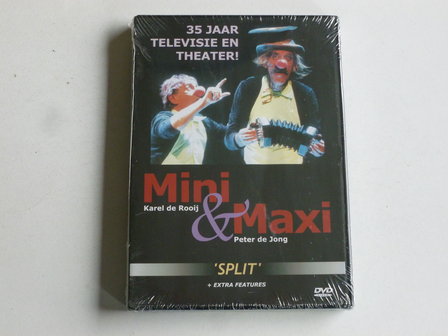 35 JAAR
TELEVISIE EN
THEATER!
Mini
Karel de Rooij
& Maxi
Peter de Jong
'SPLIT'
+ EXTRA FEATURES
DVD